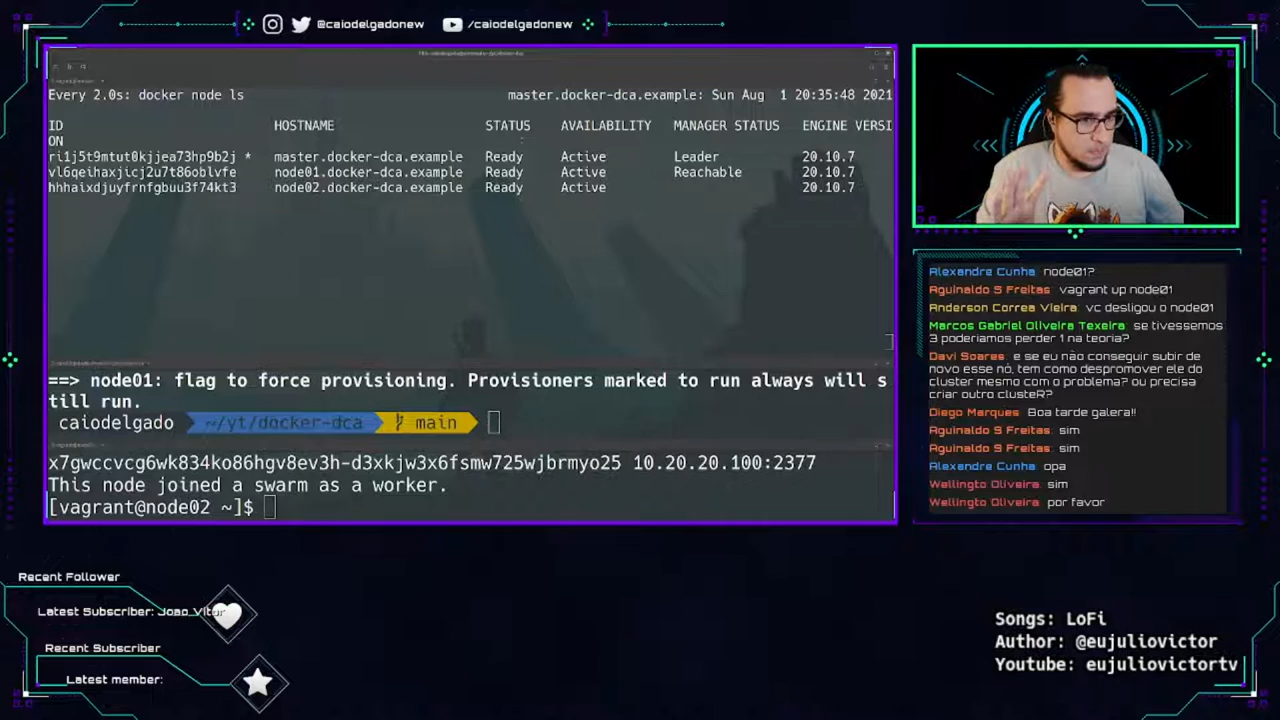 @caiodelgadonew /caiodelgadonew
Every 2.0s: docker node ls master.docker-dca.example: Sun Aug 1 20:35:48 2021
ID HOSTNAME STATUS AVAILABILITY MANAGER STATUS ENGINE VERSI
ON
ri1j5t9mtut0kjjea73hp9b2j * master.docker-dca.example Ready Active Leader 20.10.7
vl6qeihaxjicj2u7t86oblvfe node01.docker-dca.example Ready Active Reachable 20.10.7
hhhaixdjuyfrnfgbuu3f74kt3 node02.docker-dca.example Ready Active 20.10.7
==> node01: flag to force provisioning. Provisioners marked to run always will s
till run.
caiodelgado ~/yt/docker-dca main
x7gwccvcg6wk834ko86hgv8ev3h-d3xkjw3x6fsmw725wjbrmyo25 10.20.20.100:2377
This node joined a swarm as a worker.
[vagrant@node02 ~]$
Alexandre Cunha node01?
Aguinaldo S Freitas vagrant up node01
Anderson Correa Vieira vc desligou o node01
Marcos Gabriel Oliveira Texeira se tivessemos
3 poderiamos perder 1 na teoria?
Davi Soares e se eu não conseguir subir de
novo esse nó, tem como despromover ele do
cluster mesmo com o problema? ou precisa
criar outro clusteR?
Diego Marques Boa tarde galera!!
Aguinaldo S Freitas sim
Aguinaldo S Freitas sim
Alexandre Cunha opa
Wellingto Oliveira sim
Wellingto Oliveira por favor
Recent Follower
Latest Subscriber: Joao Vitor
Recent Subscriber
Latest member:
Songs: LoFi
Author: @eujuliovictor
Youtube: eujuliovictortv